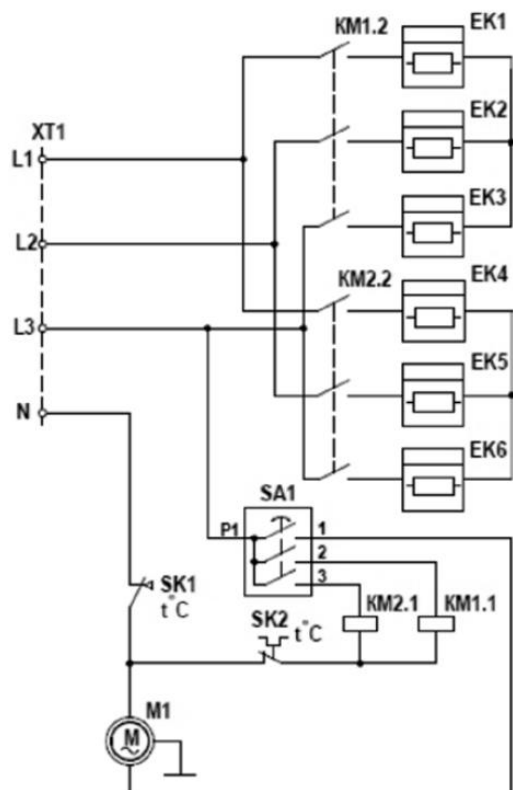 KM1.2 EK1
EK2
XT1
L1
EK3
L2
KM2.2 EK4
L3
EK5
N
EK6
SA1
P1 1
2
3
SK1
t°C
SK2
t°C
KM2.1 KM1.1
M1
M